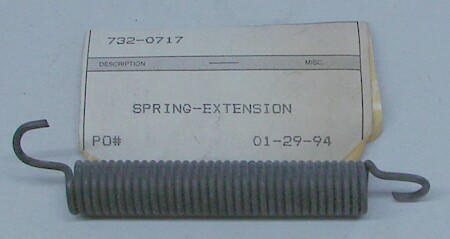 732-0717
DESCRIPTION MISC.
SPRING-EXTENSION
PO# 01-29-94